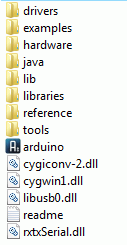 drivers
examples
hardware
java
lib
libraries
reference
tools
arduino
cygiconv-2.dll
cygwin1.dll
libusb0.dll
readme
rxtxSerial.dll